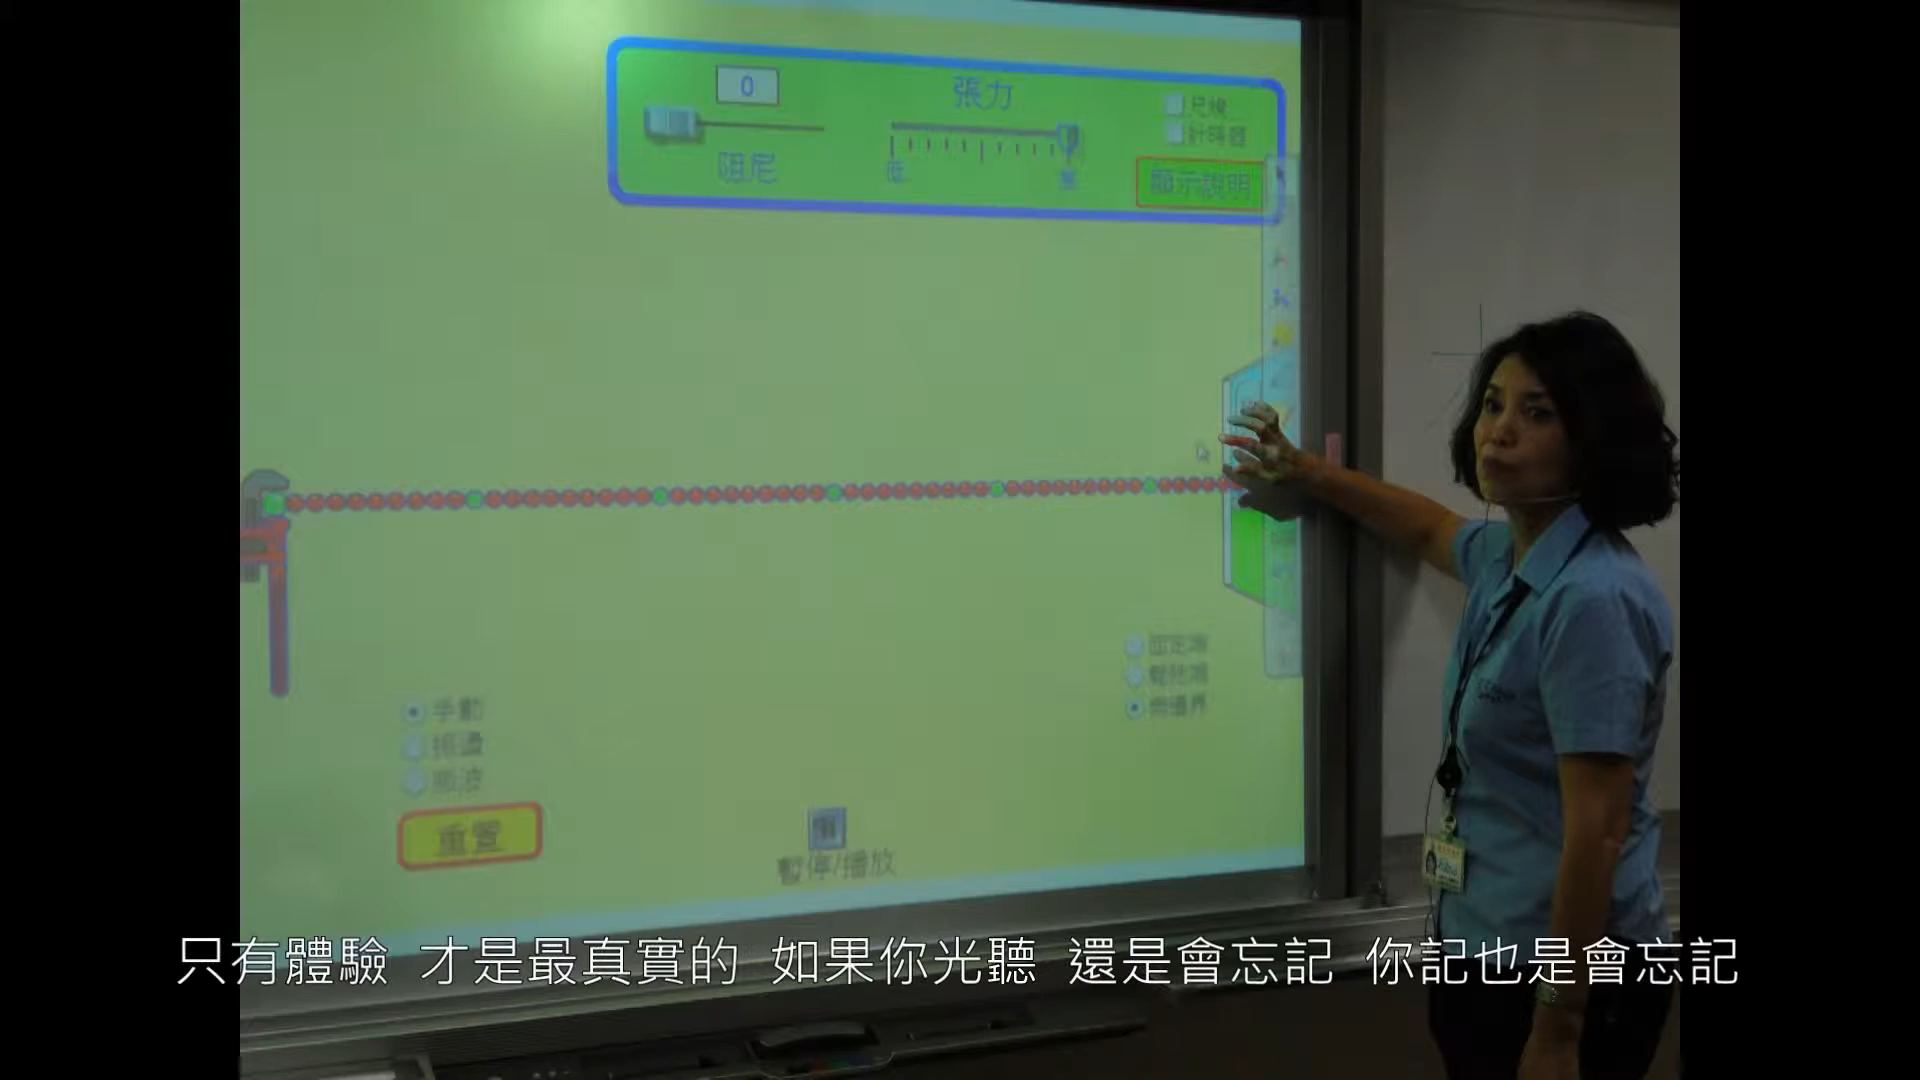 0
張力
尺規
計時器
阻尼
低
高
顯示說明
固定端
無邊界
手動
振盪
脈波
重置
暫停/播放
只有體驗 才是最真實的 如果你光聽 還是會忘記 你記也是會忘記